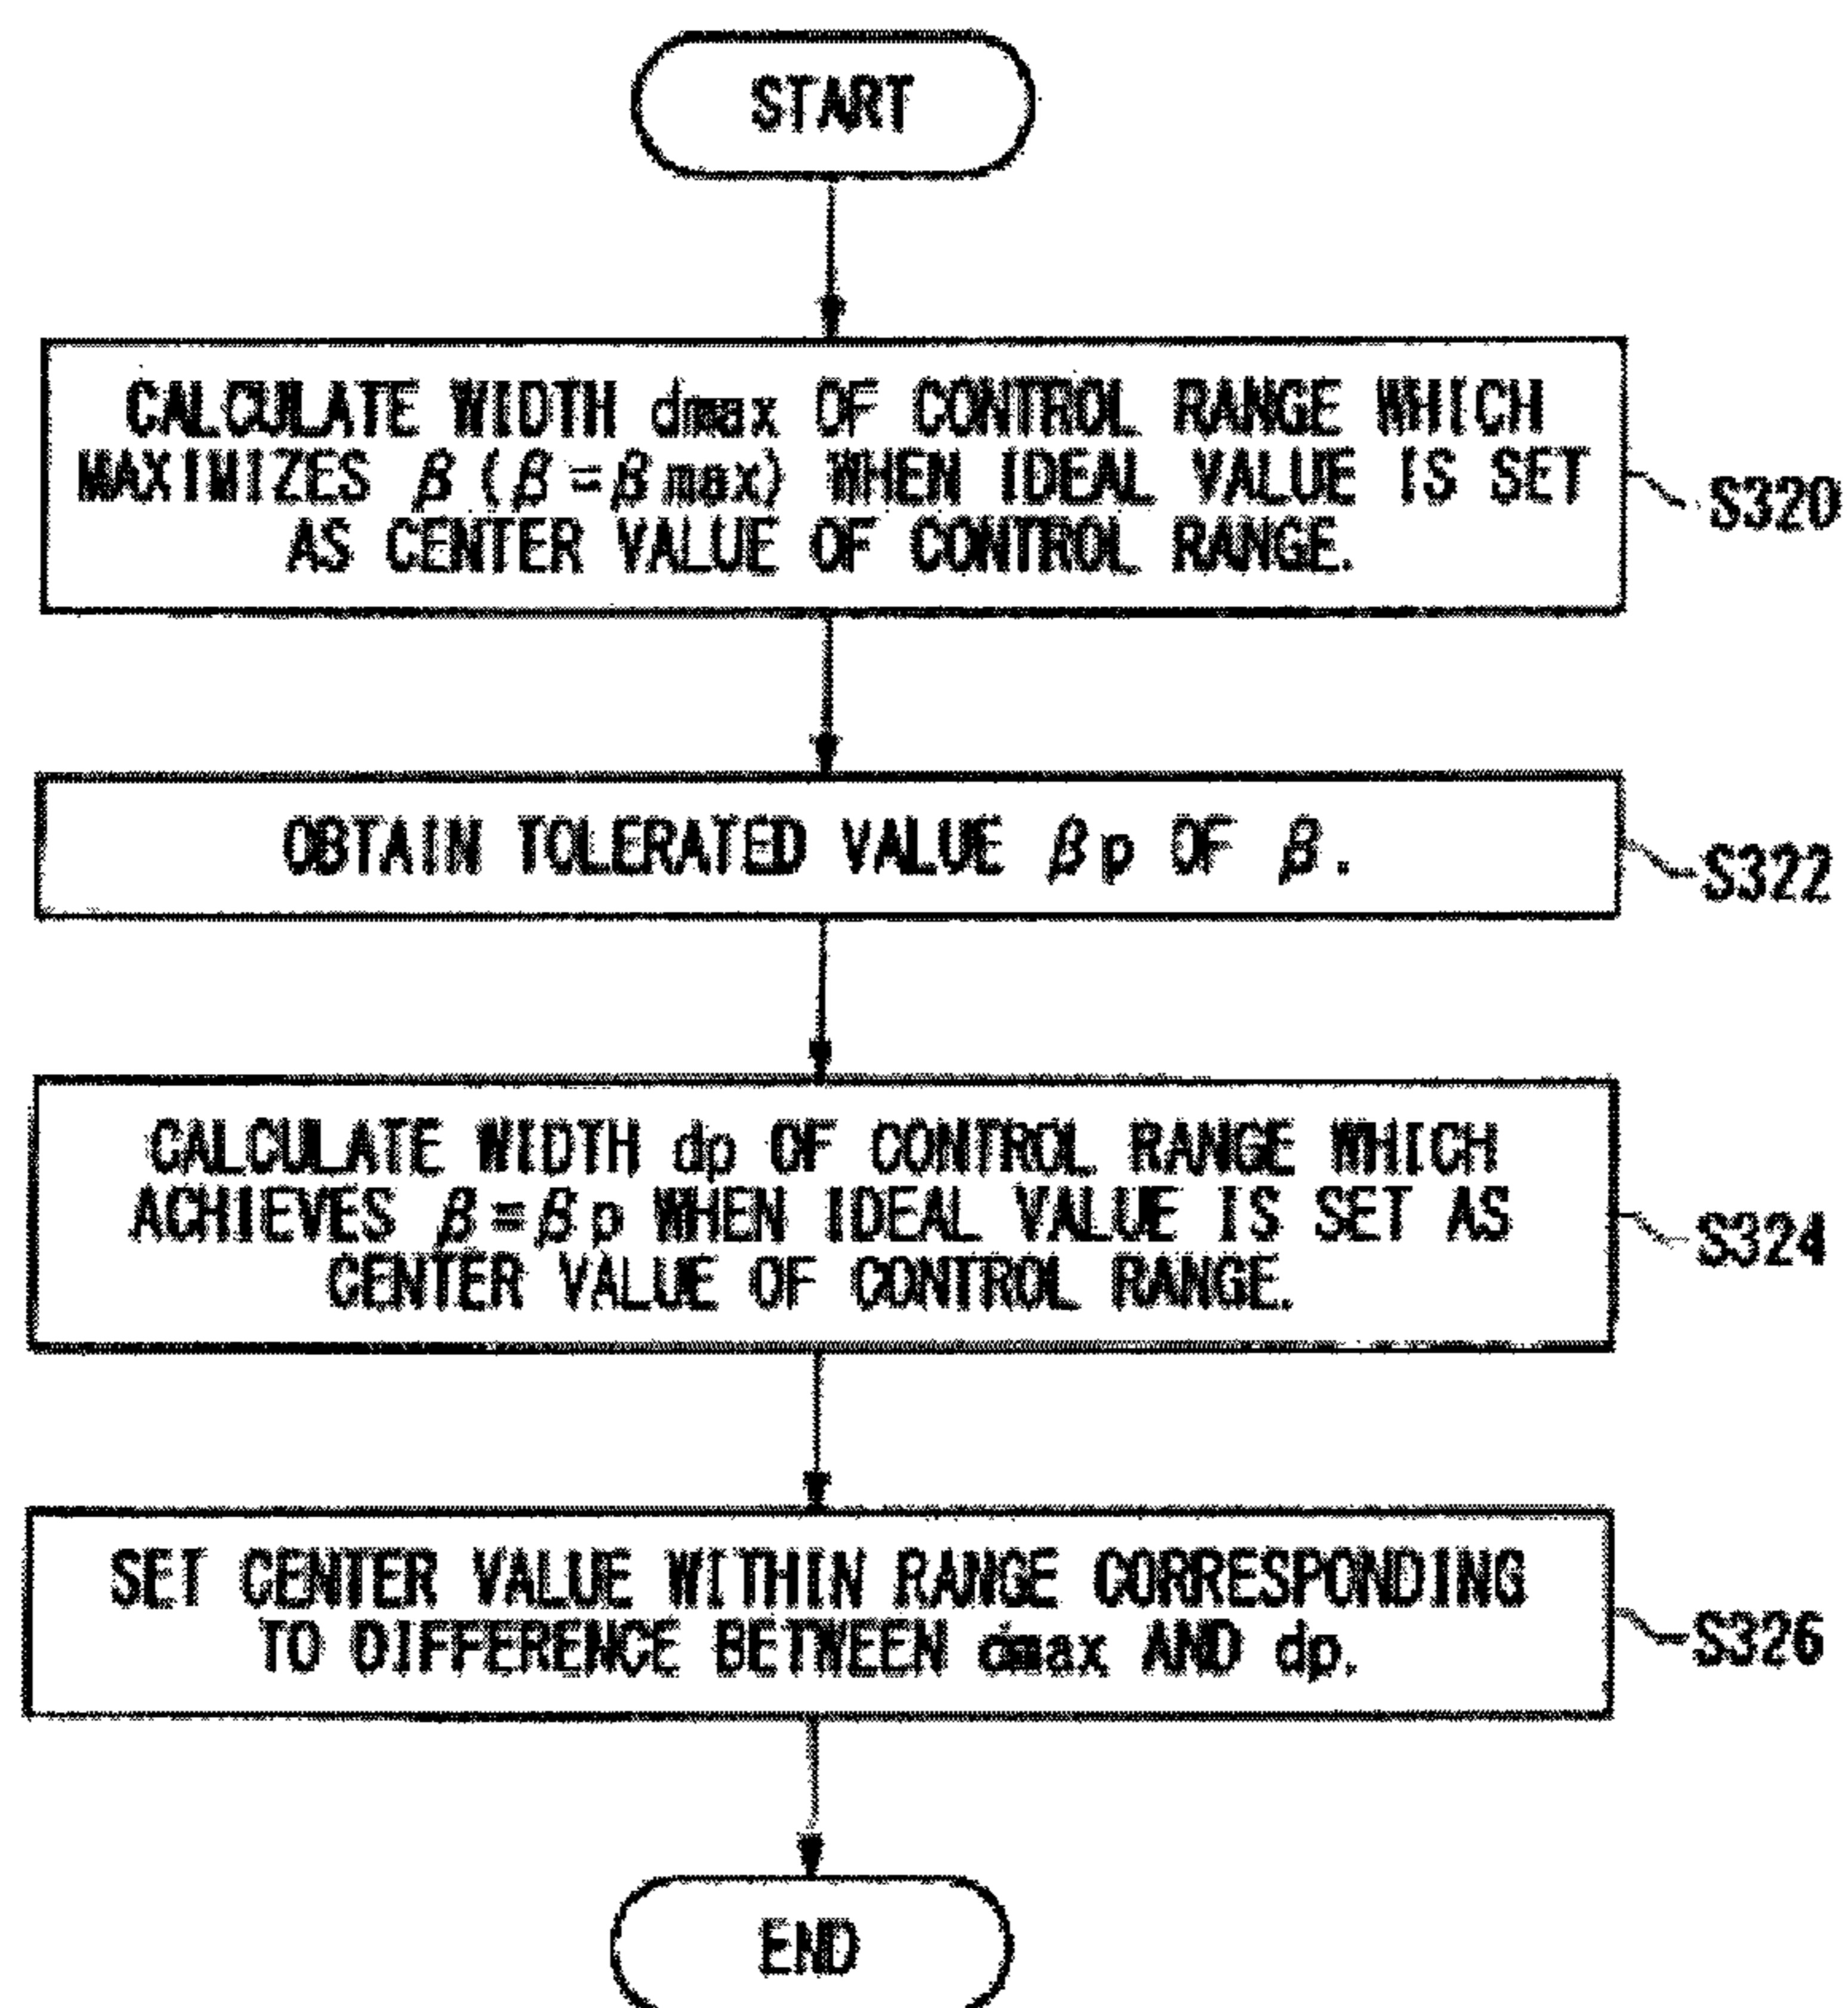 START
CALCULATE WIDTH dmax OF CONTROL RANGE WHICH
MAXIMIZES β (β=βmax) WHEN IDEAL VALUE IS SET
AS CENTER VALUE OF CONTROL RANGE.
S320
OBTAIN TOLERATED VALUE βp OF β.
S322
CALCULATE WIDTH dp OF CONTROL RANGE WHICH
ACHIEVES β=βp WHEN IDEAL VALUE IS SET AS
CENTER VALUE OF CONTROL RANGE.
S324
SET CENTER VALUE WITHIN RANGE CORRESPONDING
TO DIFFERENCE BETWEEN dmax AND dp.
S326
END